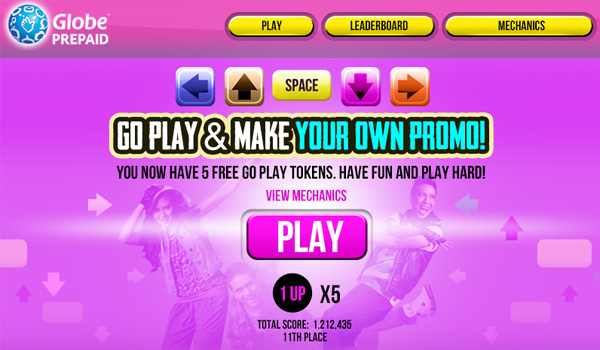 Globe™
PREPAID
PLAY
LEADERBOARD
MECHANICS
SPACE
GO PLAY & MAKE YOUR OWN PROMO!
YOU NOW HAVE 5 FREE GO PLAY TOKENS. HAVE FUN AND PLAY HARD!
VIEW MECHANICS
PLAY
1 UP X5
TOTAL SCORE: 1,212,435
11TH PLACE